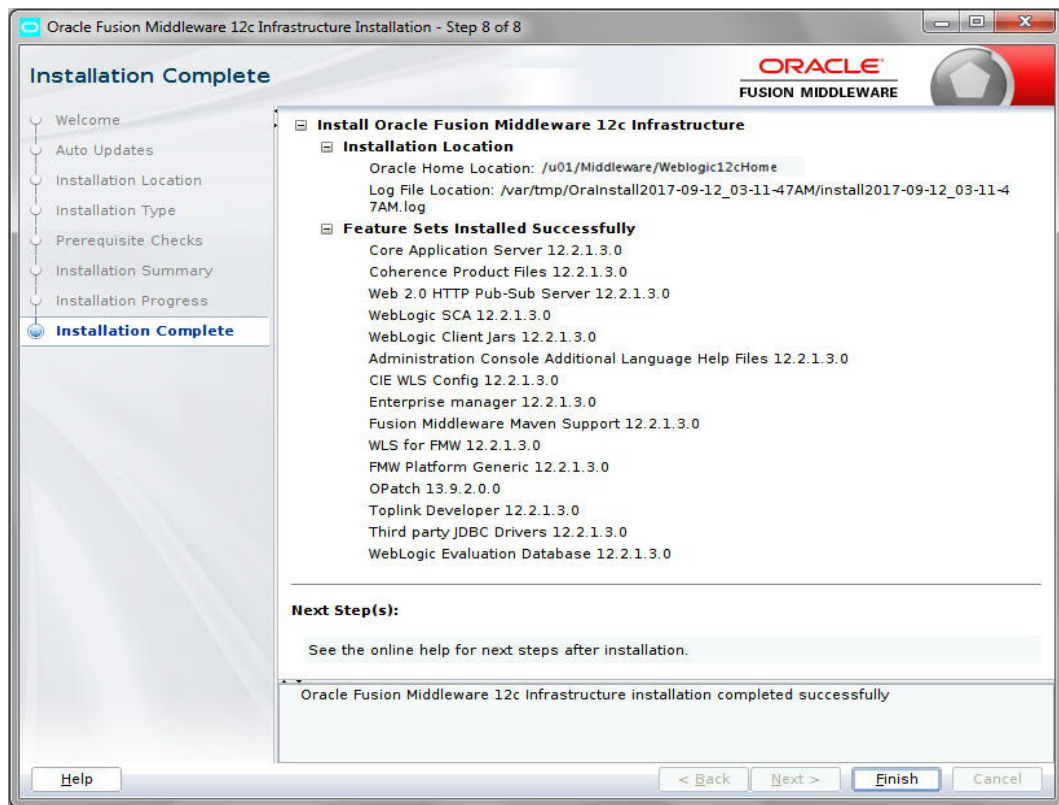 Oracle Fusion Middleware 12c Infrastructure Installation - Step 8 of 8
Installation Complete
ORACLE
FUSION MIDDLEWARE
Welcome
Auto Updates
Installation Location
Installation Type
Prerequisite Checks
Installation Summary
Installation Progress
Installation Complete
Install Oracle Fusion Middleware 12c Infrastructure
Installation Location
Oracle Home Location: /u01/Middleware/Weblogic12cHome
Log File Location: /var/tmp/OraInstall2017-09-12_03-11-47AM/install2017-09-12_03-11-4
7AM.log
Feature Sets Installed Successfully
Core Application Server 12.2.1.3.0
Coherence Product Files 12.2.1.3.0
Web 2.0 HTTP Pub-Sub Server 12.2.1.3.0
WebLogic SCA 12.2.1.3.0
WebLogic Client Jars 12.2.1.3.0
Administration Console Additional Language Help Files 12.2.1.3.0
CIE WLS Config 12.2.1.3.0
Enterprise manager 12.2.1.3.0
Fusion Middleware Maven Support 12.2.1.3.0
WLS for FMW 12.2.1.3.0
FMW Platform Generic 12.2.1.3.0
OPatch 13.9.2.0.0
Toplink Developer 12.2.1.3.0
Third party JDBC Drivers 12.2.1.3.0
WebLogic Evaluation Database 12.2.1.3.0
Next Step(s):
See the online help for next steps after installation.
Oracle Fusion Middleware 12c Infrastructure installation completed successfully
Help
< Back
Next >
Finish
Cancel